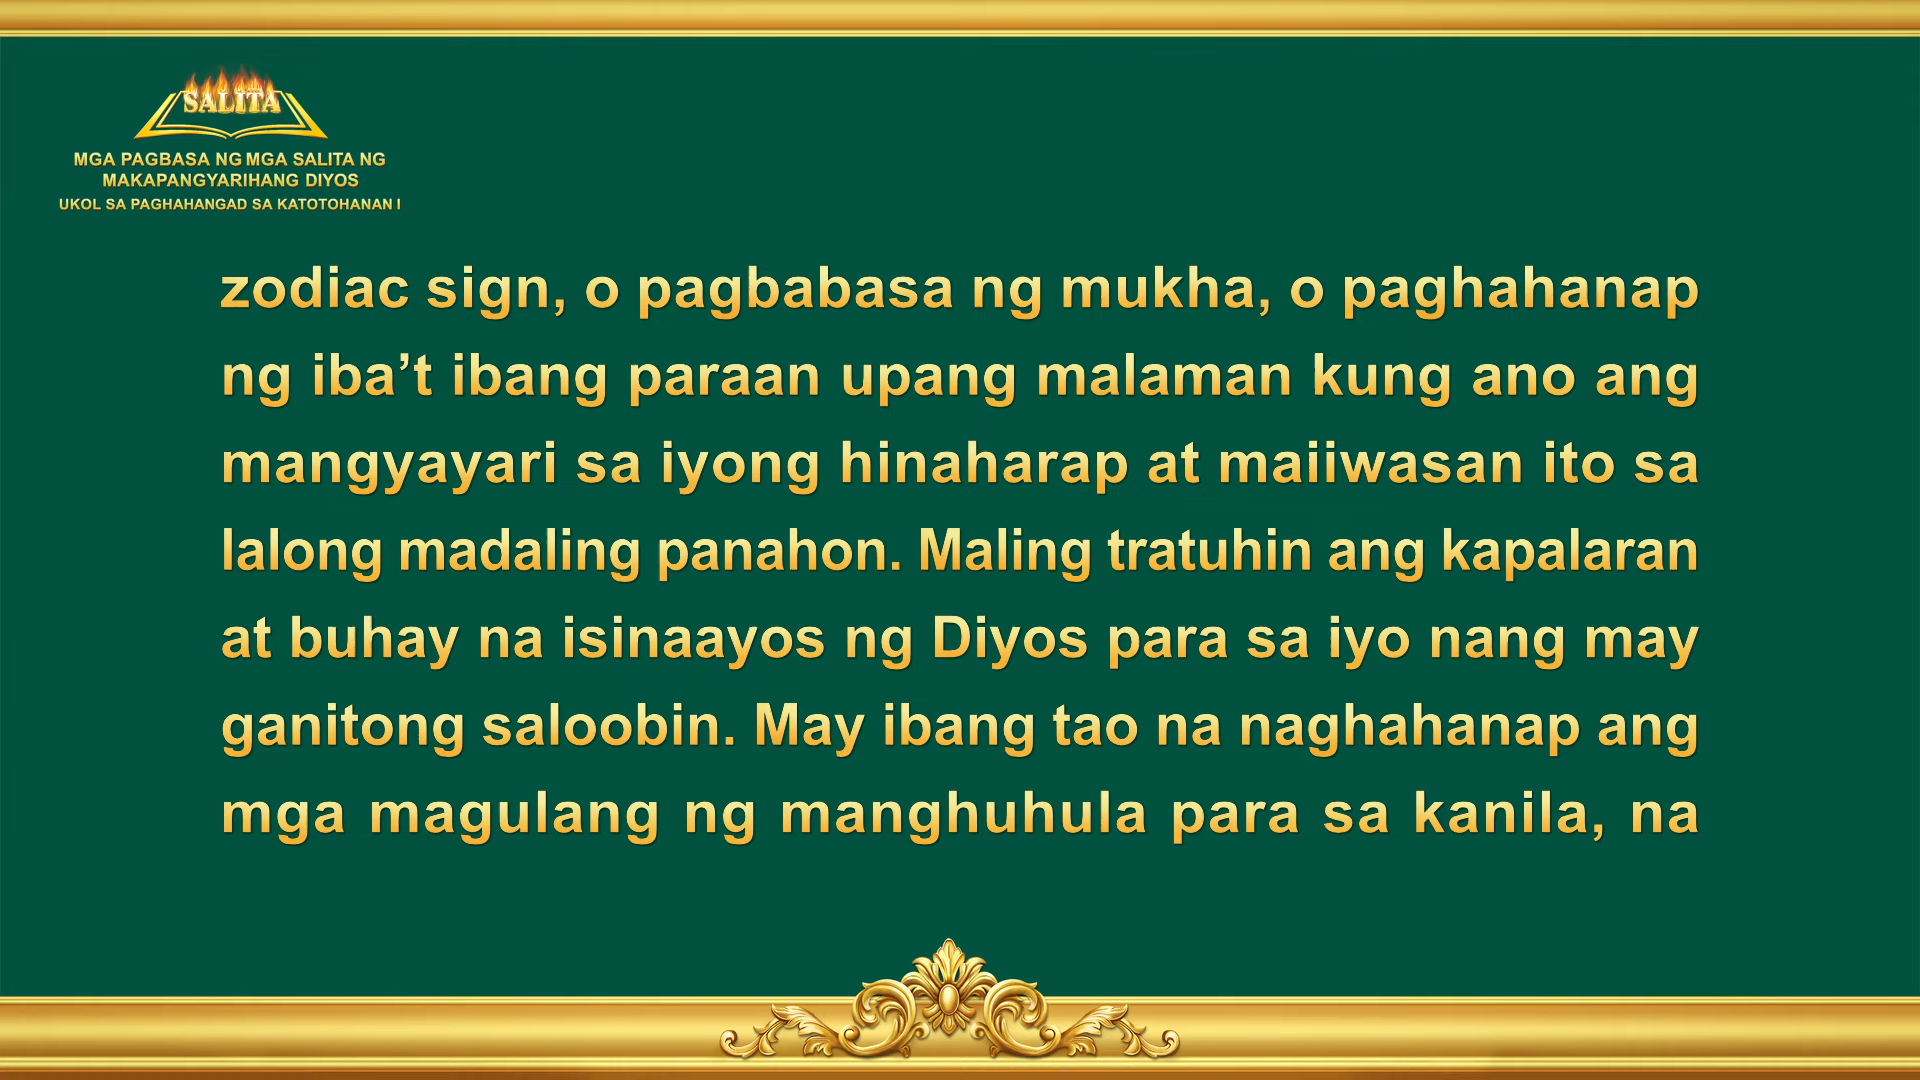 SALITA
MGA PAGBASA NG MGA SALITA NG
MAKAPANGYARIHANG DIYOS
UKOL SA PAGHAHANGAD SA KATOTOHANAN I
zodiac sign, o pagbabasa ng mukha, o paghahanap
ng iba’t ibang paraan upang malaman kung ano ang
mangyayari sa iyong hinaharap at maiiwasan ito sa
lalong madaling panahon. Maling tratuhin ang kapalaran
at buhay na isinaayos ng Diyos para sa iyo nang may
ganitong saloobin. May ibang tao na naghahanap ang
mga magulang ng manghuhula para sa kanila, na